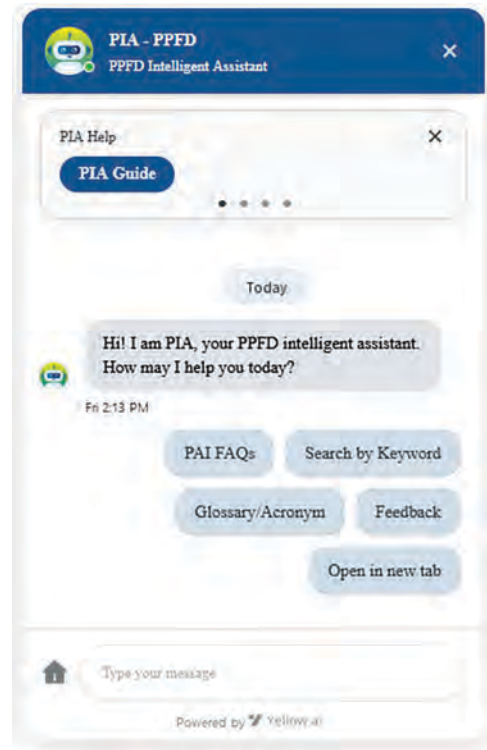 PIA - PPFD
PPFD Intelligent Assistant
PIA Help
PIA Guide
Today
Hi! I am PIA, your PPFD intelligent assistant.
How may I help you today?
Fri 2:13 PM
PAI FAQs
Search by Keyword
Glossary/Acronym
Feedback
Open in new tab
Type your message
Powered by Yellow.ai